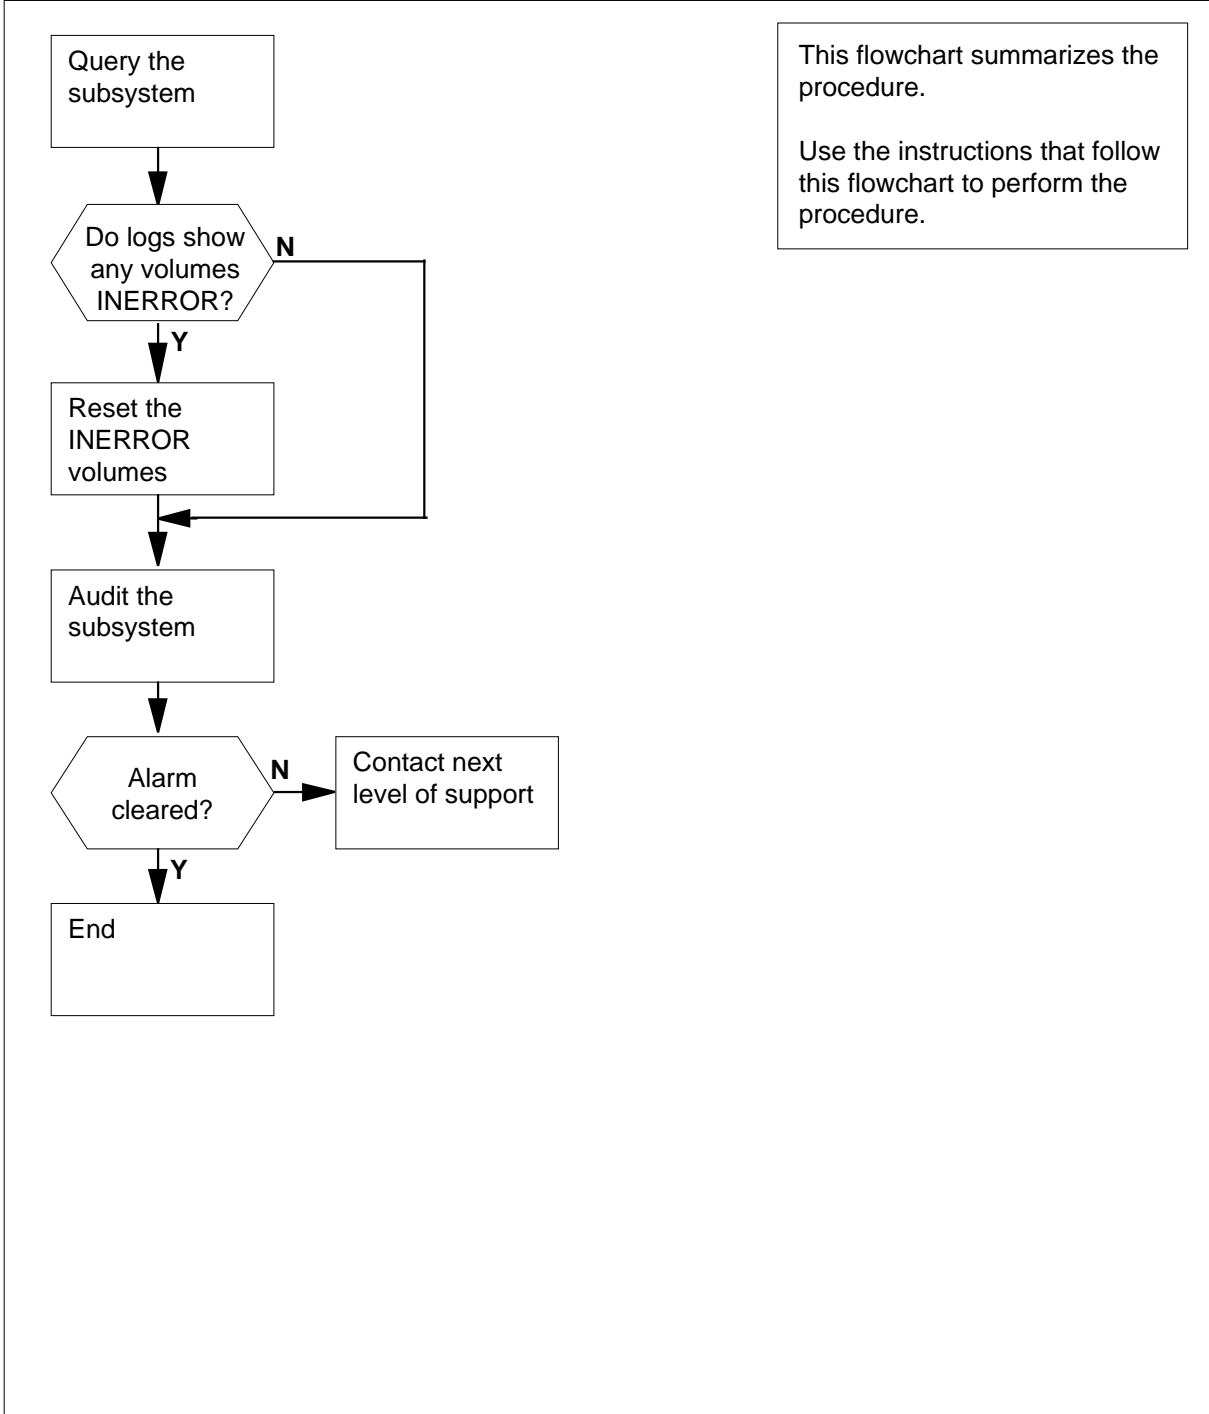 Query the
subsystem
Do logs show
any volumes
INERROR?
N
Y
Reset the
INERROR
volumes
Audit the
subsystem
Alarm
cleared?
N
Contact next
level of support
Y
End
This flowchart summarizes the
procedure.
Use the instructions that follow
this flowchart to perform the
procedure.